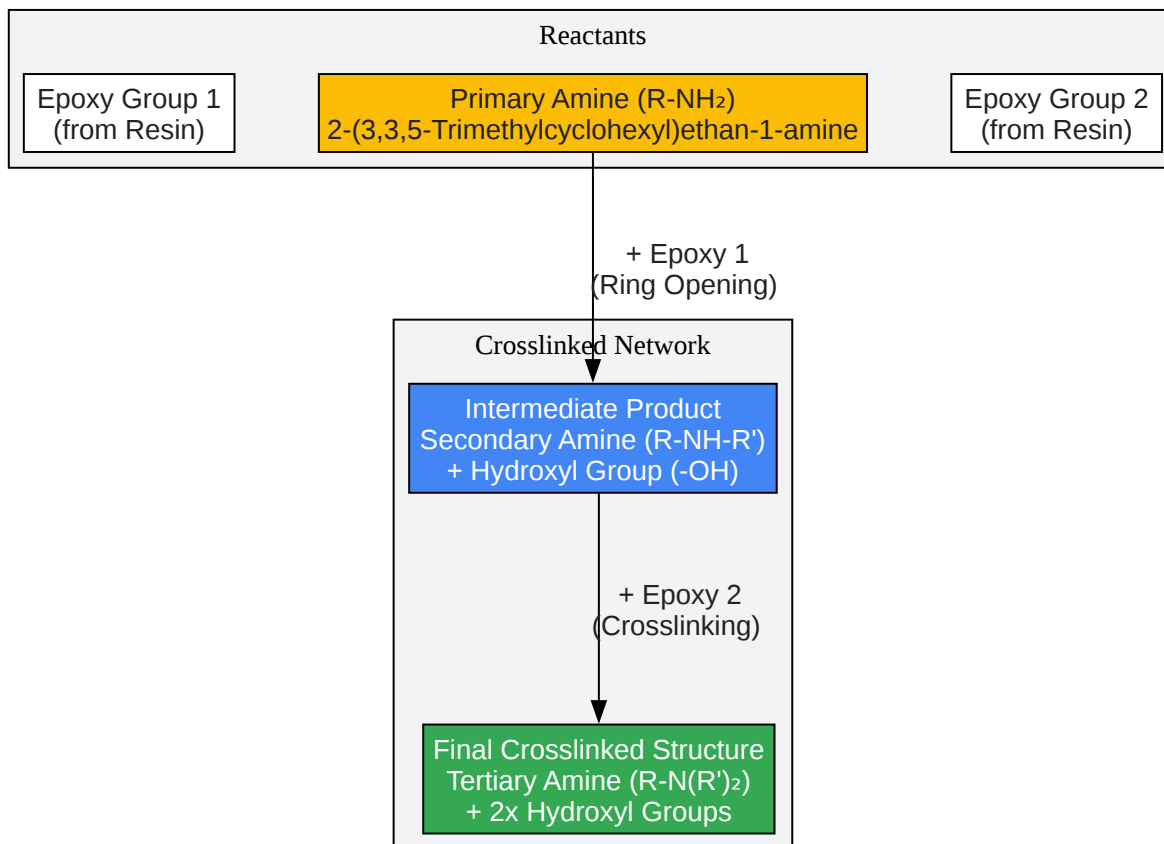 Reactants
Epoxy Group 1
(from Resin)
Primary Amine (R-NH₂)
2-(3,3,5-Trimethylcyclohexyl)ethan-1-amine
Epoxy Group 2
(from Resin)
+ Epoxy 1
(Ring Opening)
Crosslinked Network
Intermediate Product
Secondary Amine (R-NH-R')
+ Hydroxyl Group (-OH)
+ Epoxy 2
(Crosslinking)
Final Crosslinked Structure
Tertiary Amine (R-N(R')₂)
+ 2x Hydroxyl Groups